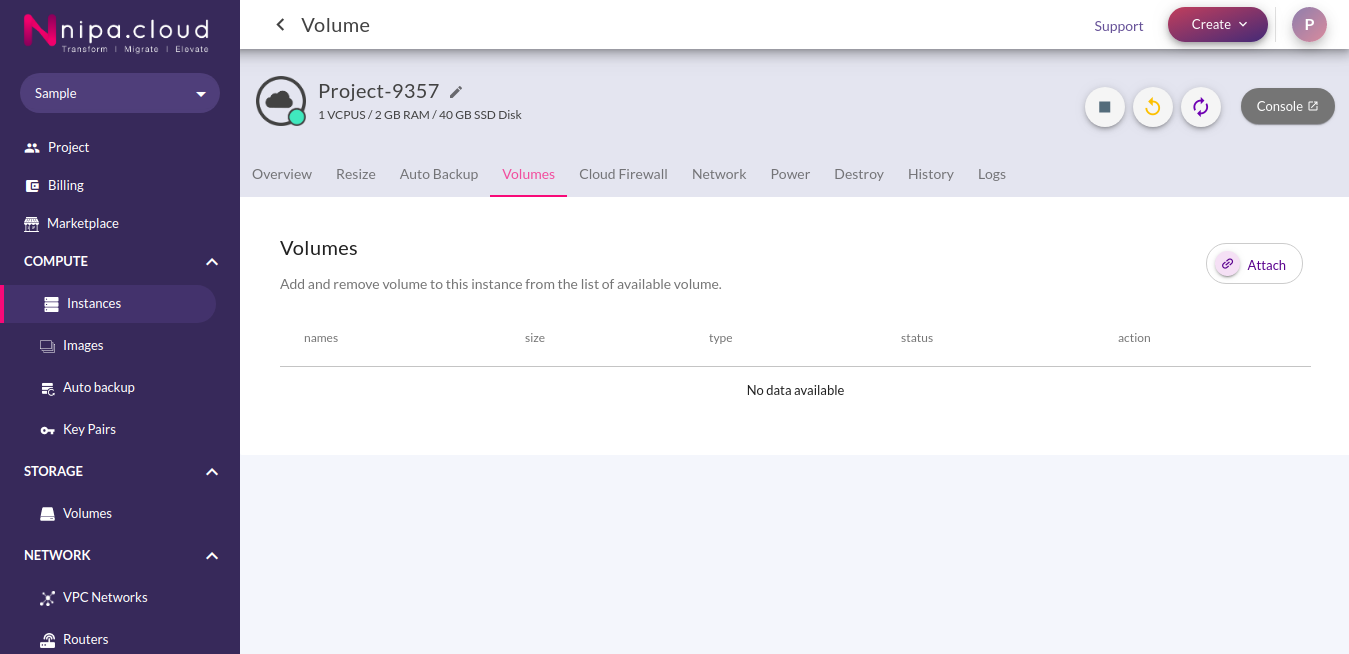 nipa.cloud
Transform | Migrate | Elevate
Sample
Project
Billing
Marketplace
COMPUTE
Instances
Images
Auto backup
Key Pairs
STORAGE
Volumes
NETWORK
VPC Networks
Routers
Volume
Support
Create
P
Project-9357
1 VCPUS / 2 GB RAM / 40 GB SSD Disk
Console
Overview Resize Auto Backup Volumes Cloud Firewall Network Power Destroy History Logs
Volumes
Add and remove volume to this instance from the list of available volume.
Attach
names size type status action
No data available